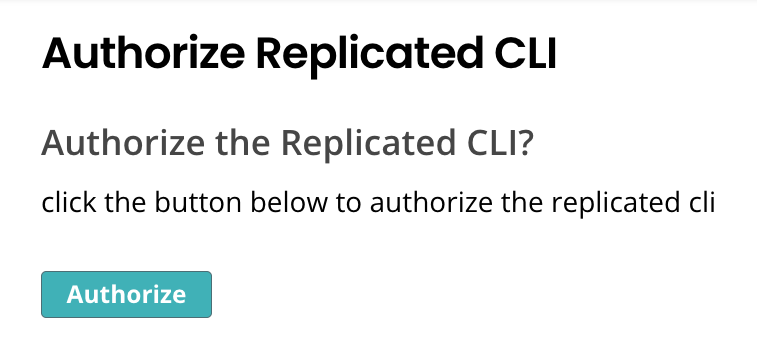 Authorize Replicated CLI
Authorize the Replicated CLI?
click the button below to authorize the replicated cli
Authorize